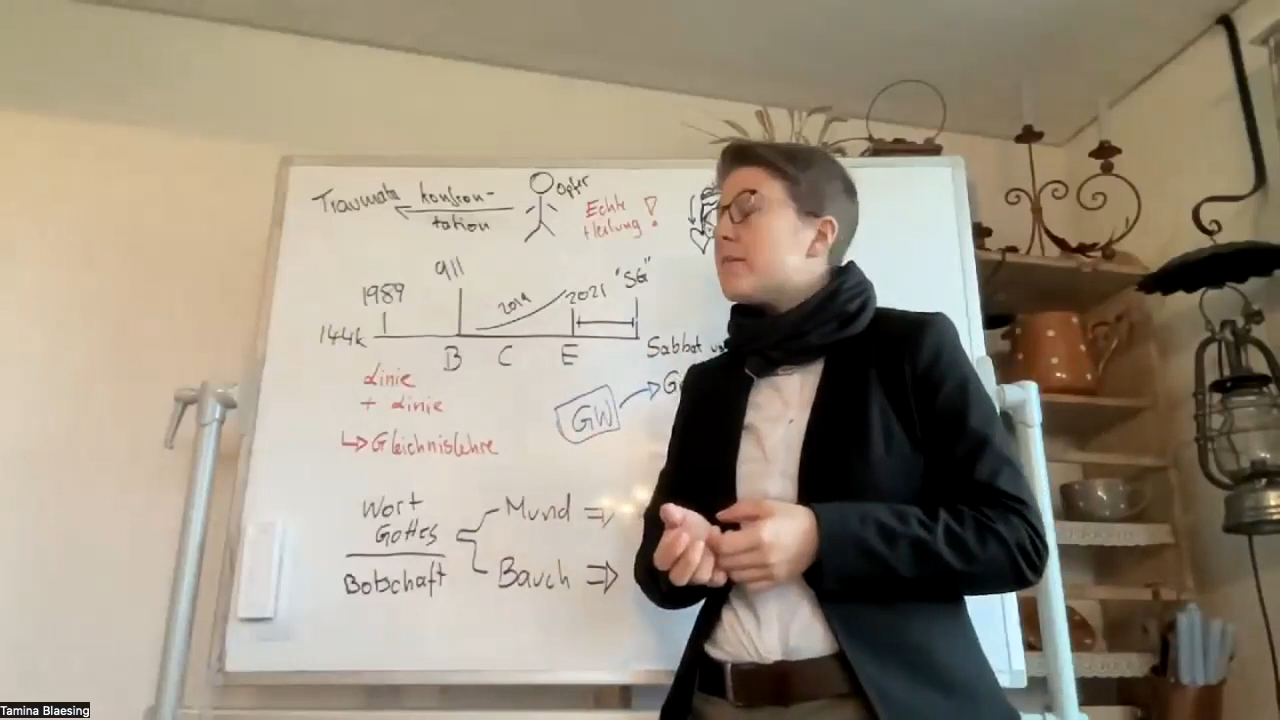 Traumata konfron-
tation
Opfer
Echte
Heilung!
911
1989
2019
2021
"SG"
144k
B C E
Sabbat
Linie
+ Linie
↳ Gleichnislehre
GW
Wort
Gottes
Botschaft
Mund ⇒
Bauch ⇒
Tamina Blaesing